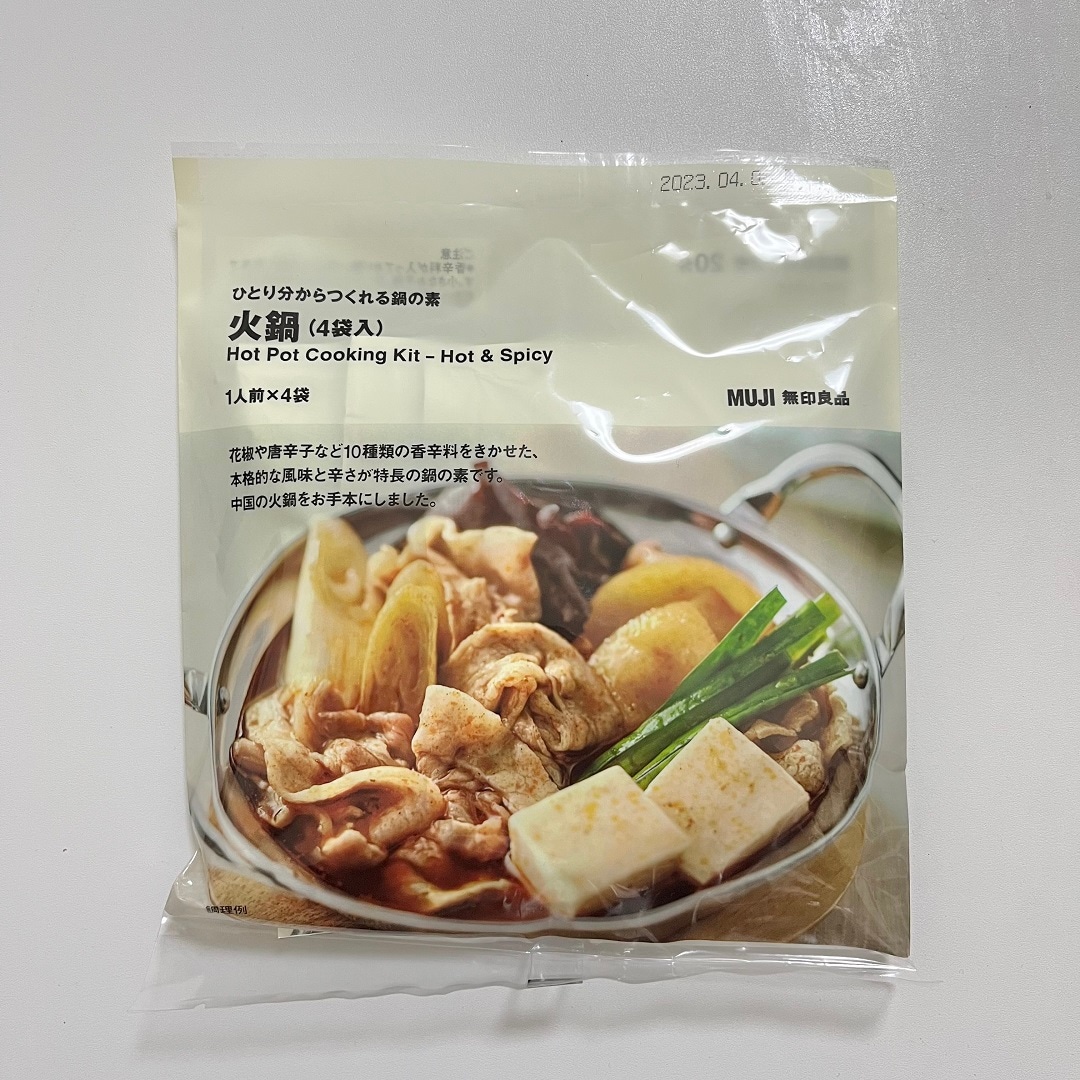 2023. 04.
ひとり分からつくれる鍋の素
火鍋(4袋入)
Hot Pot Cooking Kit – Hot & Spicy
1人前×4袋
MUJI 無印良品
花椒や唐辛子など10種類の香辛料をきかせた、
本格的な風味と辛さが特長の鍋の素です。
中国の火鍋をお手本にしました。
調理例